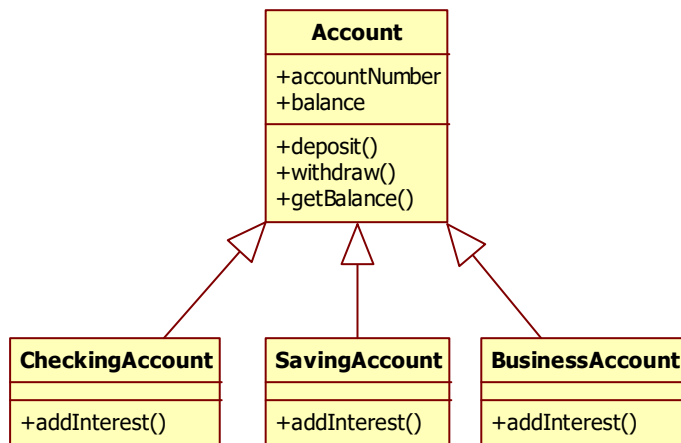 Account
+accountNumber
+balance
+deposit()
+withdraw()
+getBalance()
CheckingAccount
+addInterest()
SavingAccount
+addInterest()
BusinessAccount
+addInterest()